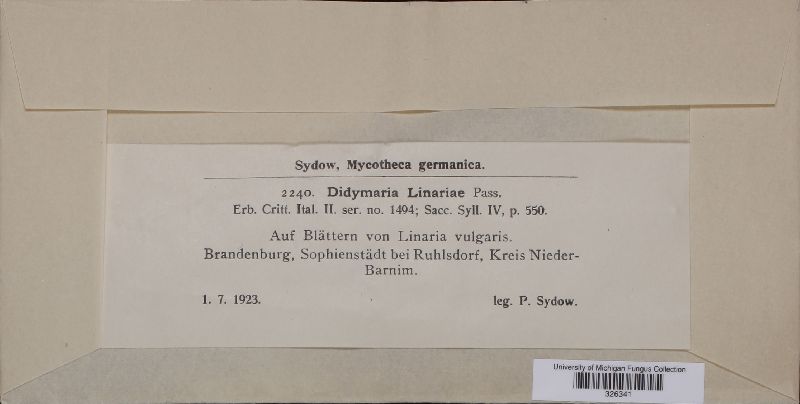 Sydow, Mycotheca germanica.
2240. Didymaria Linariae Pass.
Erb. Critt. Ital. II. ser. no. 1494; Sacc. Syll. IV, p. 550.
Auf Blättern von Linaria vulgaris.
Brandenburg, Sophienstädt bei Ruhlsdorf, Kreis Nieder-
Barnim.
1. 7. 1923. leg. P. Sydow.
University of Michigan Fungus Collection
326341